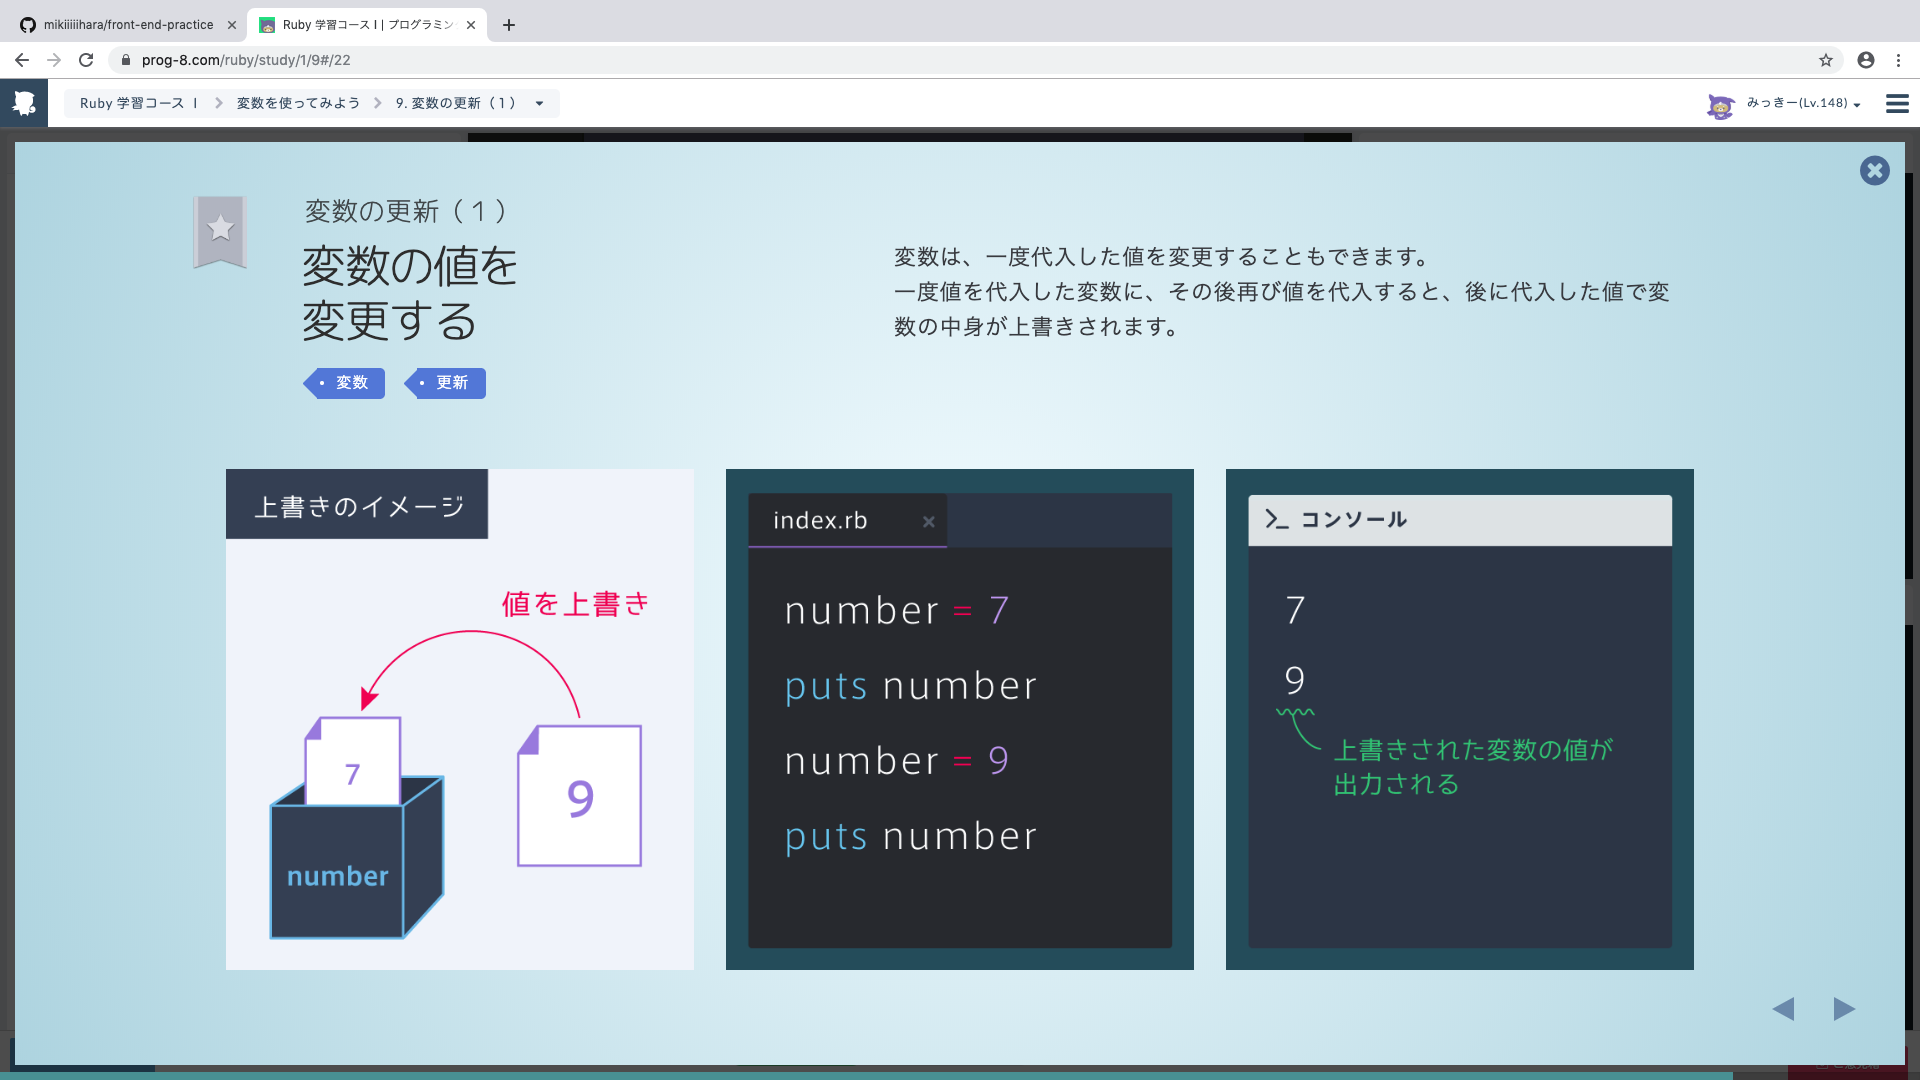 mikiiiiihara/front-end-practice
Ruby 学習コース I | プログラミン
prog-8.com/ruby/study/1/9#/22
Ruby 学習コース I
変数を使ってみよう
9. 変数の更新（1）
みっきー(Lv.148)
変数の更新（1）
変数の値を
変更する
変数
更新
変数は、一度代入した値を変更することもできます。
一度値を代入した変数に、その後再び値を代入すると、後に代入した値で変
数の中身が上書きされます。
上書きのイメージ
値を上書き
7
9
number
index.rb
number = 7
puts number
number = 9
puts number
コンソール
7
9
上書きされた変数の値が
出力される